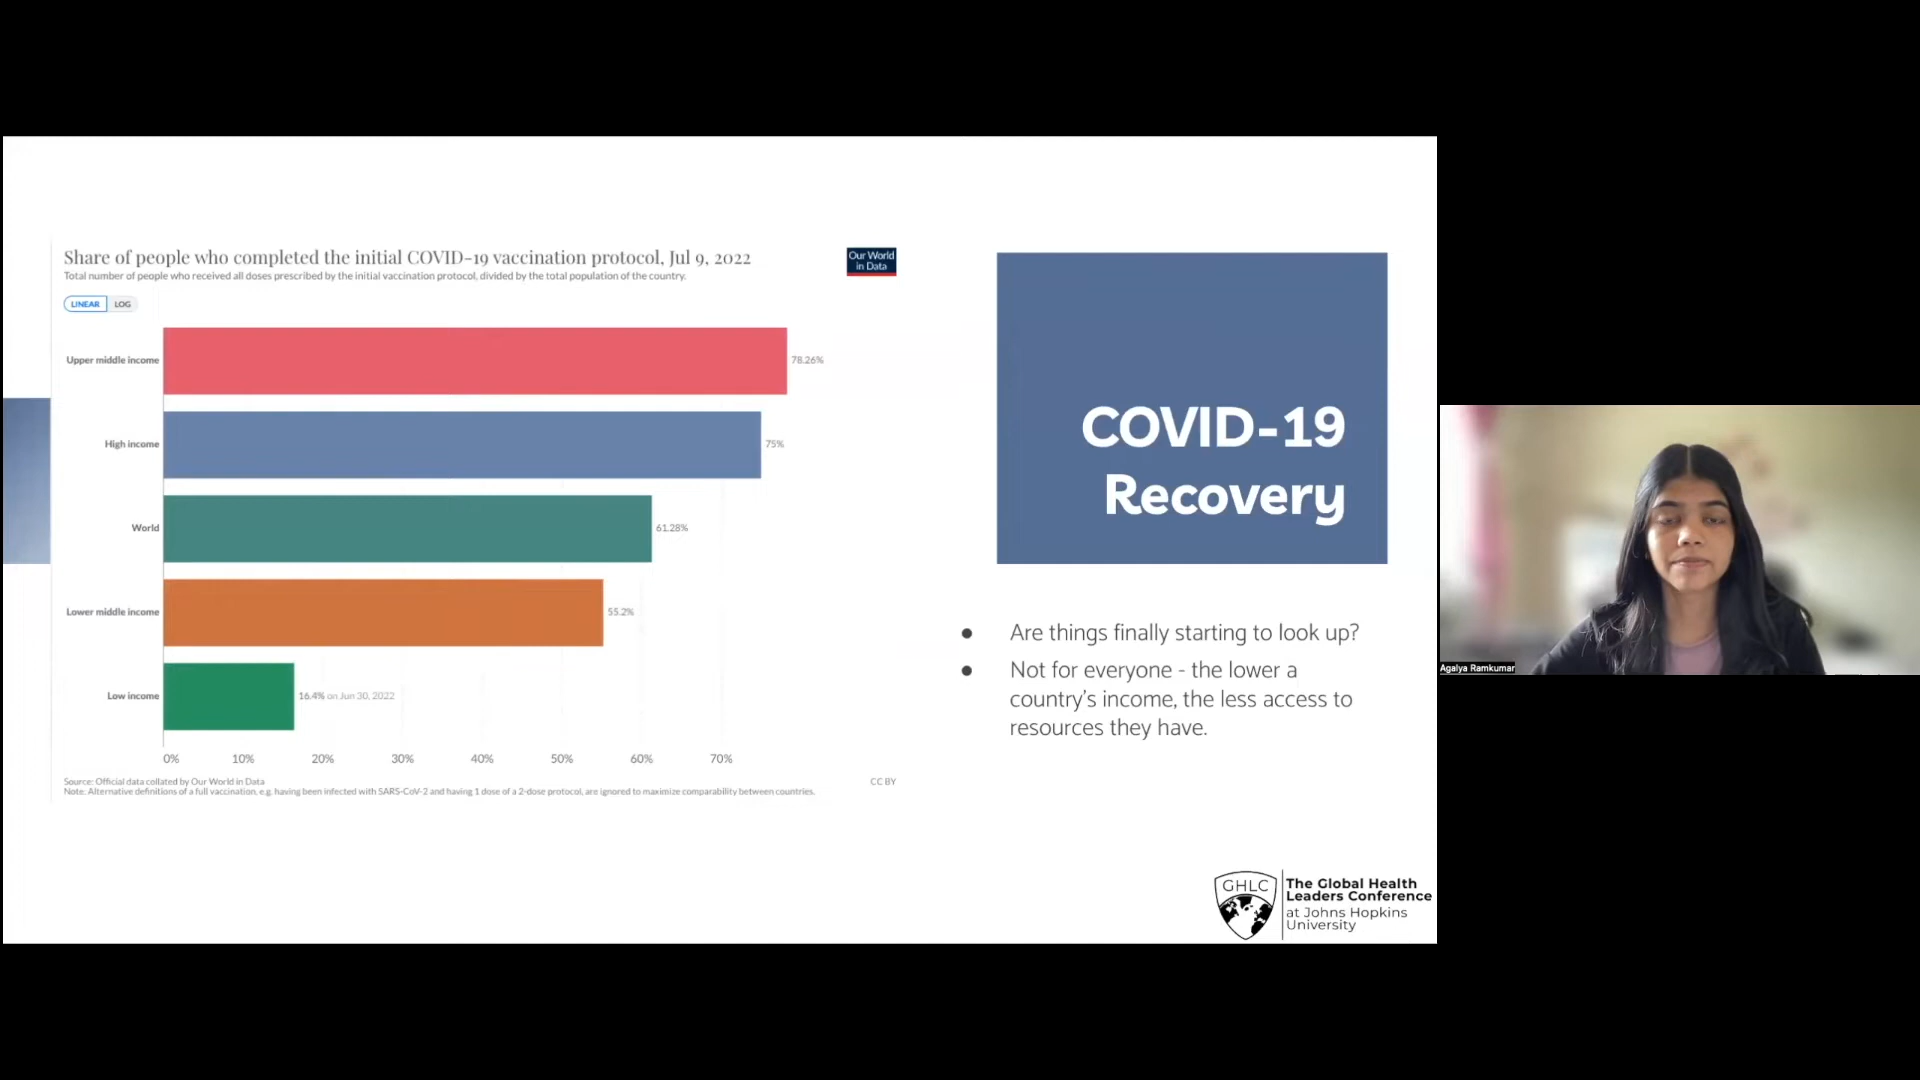 Share of people who completed the initial COVID-19 vaccination protocol, Jul 9, 2022
Total number of people who received all doses prescribed by the initial vaccination protocol, divided by the total population of the country.
Our World
in Data
LINEAR LOG
Upper middle income 78.26%
High income 75%
World 61.28%
Lower middle income 55.2%
Low income 16.4% on Jun 30, 2022
0% 10% 20% 30% 40% 50% 60% 70%
Source: Official data collated by Our World in Data
Note: Alternative definitions of a full vaccination, e.g. having been infected with SARS-CoV-2 and having 1 dose of a 2-dose protocol, are ignored to maximize comparability between countries.
CC BY
COVID-19
Recovery
● Are things finally starting to look up?
● Not for everyone - the lower a
country's income, the less access to
resources they have.
GHLC
The Global Health
Leaders Conference
at Johns Hopkins
University
Agalya Ramkumar